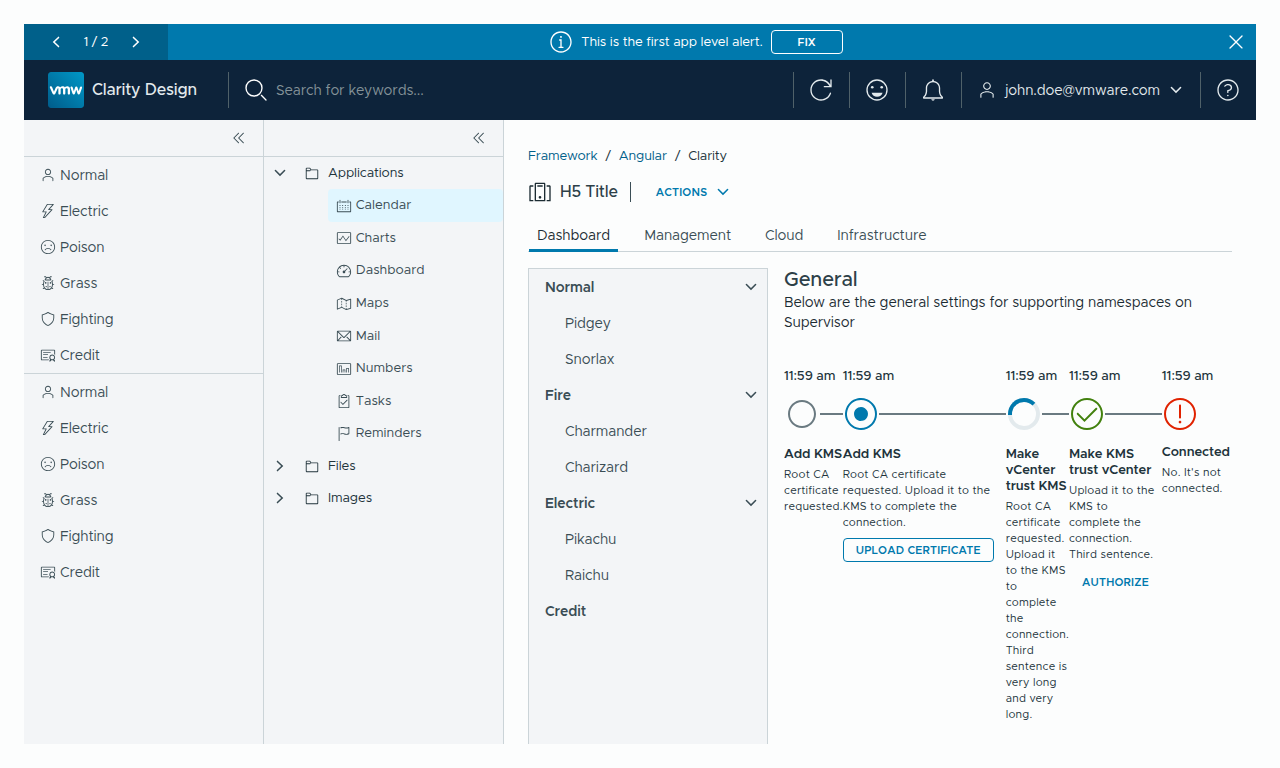 1 / 2
This is the first app level alert.
FIX
vmw
Clarity Design
Search for keywords...
john.doe@vmware.com
Normal
Electric
Poison
Grass
Fighting
Credit
Normal
Electric
Poison
Grass
Fighting
Credit
Applications
Calendar
Charts
Dashboard
Maps
Mail
Numbers
Tasks
Reminders
Files
Images
Framework / Angular / Clarity
H5 Title
ACTIONS
Dashboard
Management
Cloud
Infrastructure
Normal
Pidgey
Snorlax
Fire
Charmander
Charizard
Electric
Pikachu
Raichu
Credit
General
Below are the general settings for supporting namespaces on
Supervisor
11:59 am
Add KMS
Root CA
certificate
requested.
11:59 am
Add KMS
Root CA certificate
requested. Upload it to the
KMS to complete the
connection.
UPLOAD CERTIFICATE
11:59 am
Make
vCenter
trust KMS
Root CA
certificate
requested.
Upload it
to the KMS
to
complete
the
connection.
Third
sentence is
very long
and very
long.
11:59 am
Make KMS
trust vCenter
Upload it to the
KMS to
complete the
connection.
Third sentence.
AUTHORIZE
11:59 am
Connected
No. It's not
connected.